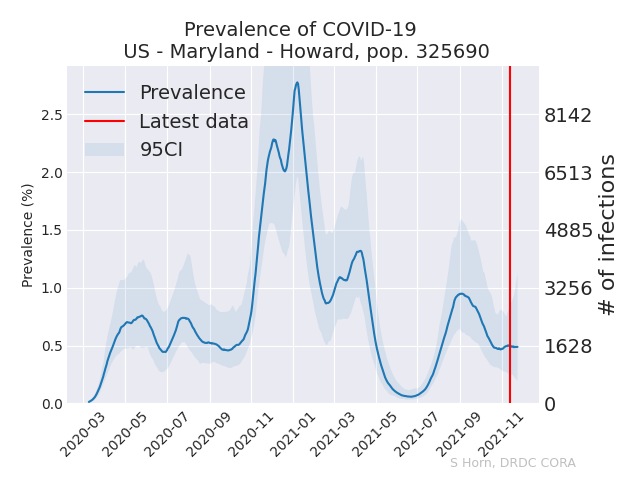 Prevalence of COVID-19
US - Maryland - Howard, pop. 325690
Prevalence
Latest data
95CI
Prevalence (%)
2.5
2.0
1.5
1.0
0.5
0.0
8142
6513
4885
3256
1628
0
# of infections
2020-03
2020-05
2020-07
2020-09
2020-11
2021-01
2021-03
2021-05
2021-07
2021-09
2021-11
S Horn, DRDC CORA